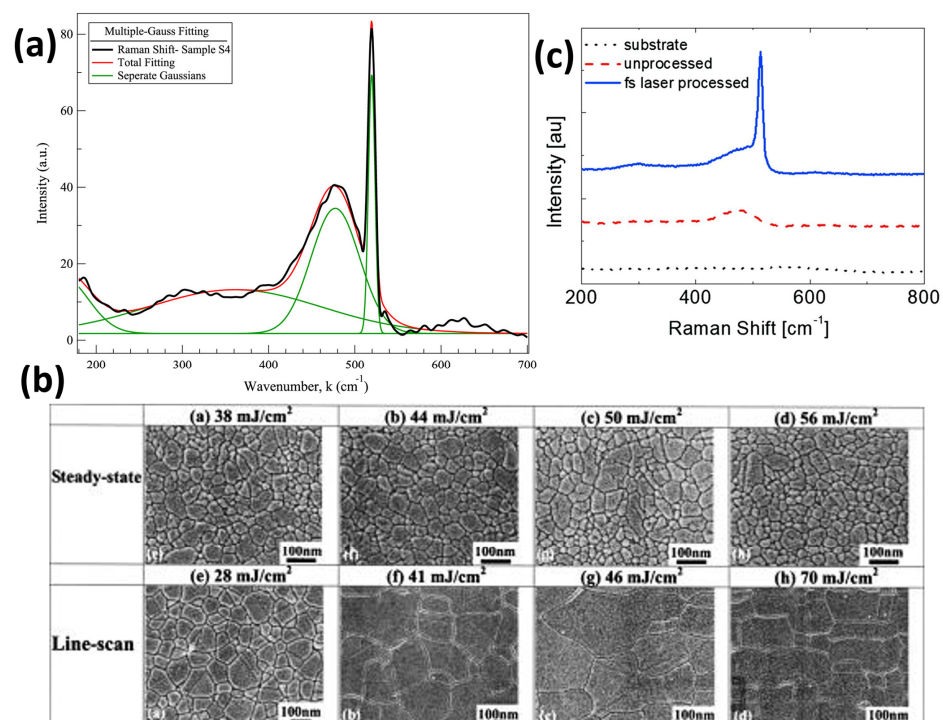 (a)
Multiple-Gauss Fitting
Raman Shift- Sample S4
Total Fitting
Seperate Gaussians
80
60
40
20
0
Intensity (a.u.)
200 300 400 500 600 700
Wavenumber, k (cm⁻¹)
(c)
substrate
unprocessed
fs laser processed
Intensity [au]
200 400 600 800
Raman Shift [cm⁻¹]
(b)
(a) 38 mJ/cm² (b) 44 mJ/cm² (c) 50 mJ/cm² (d) 56 mJ/cm²
Steady-state
100nm 100nm 100nm 100nm
(e) 28 mJ/cm² (f) 41 mJ/cm² (g) 46 mJ/cm² (h) 70 mJ/cm²
Line-scan
(a) 100nm (b) 100nm (c) 100nm (d) 100nm